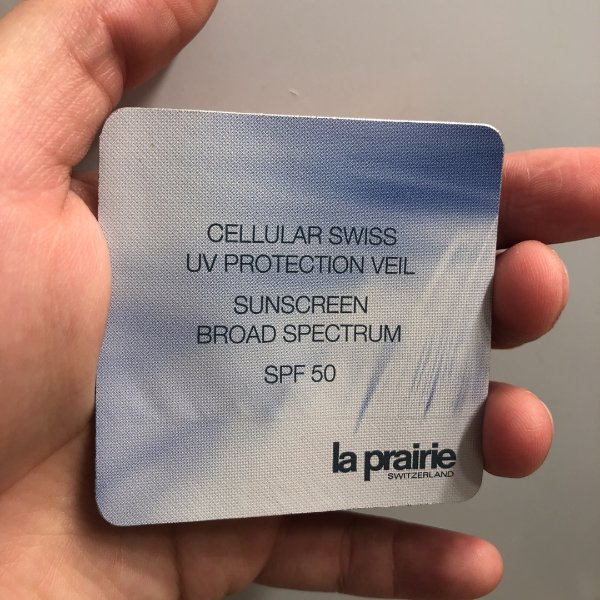 CELLULAR SWISS
UV PROTECTION VEIL
SUNSCREEN
BROAD SPECTRUM
SPF 50
la prairie
SWITZERLAND